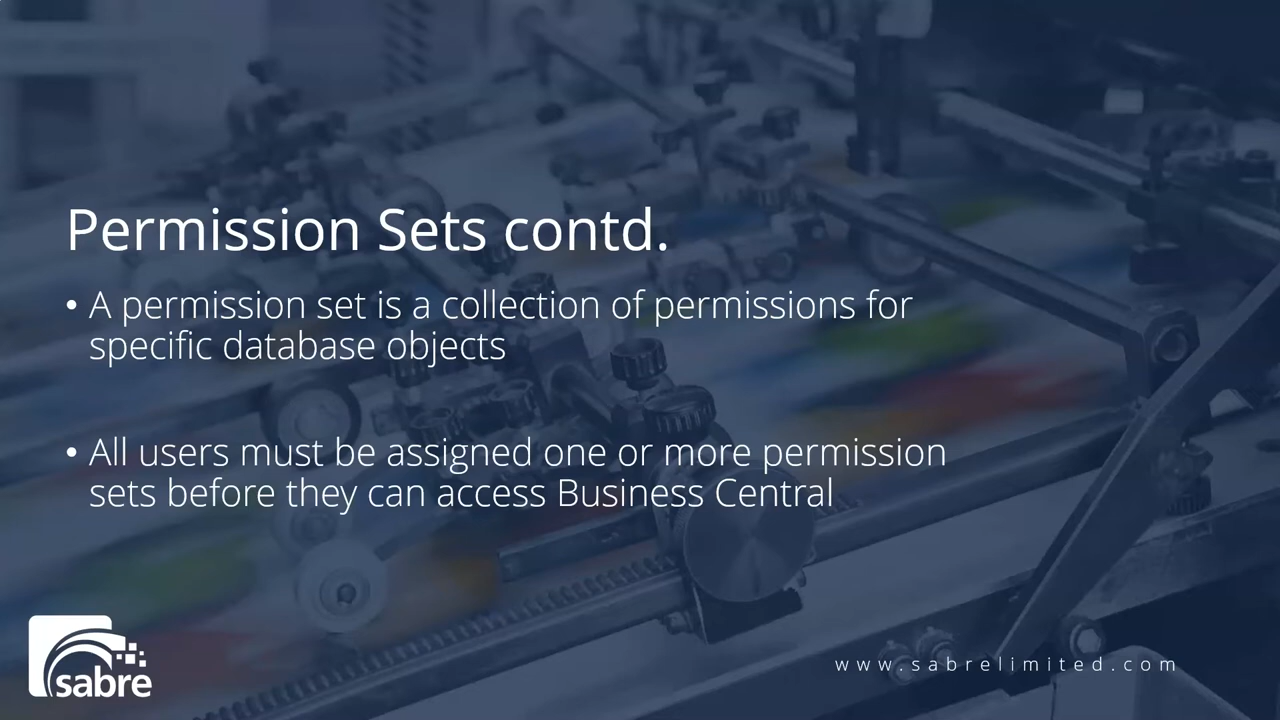 Permission Sets contd.
• A permission set is a collection of permissions for
specific database objects
• All users must be assigned one or more permission
sets before they can access Business Central
sabre
www.sabrelimited.com